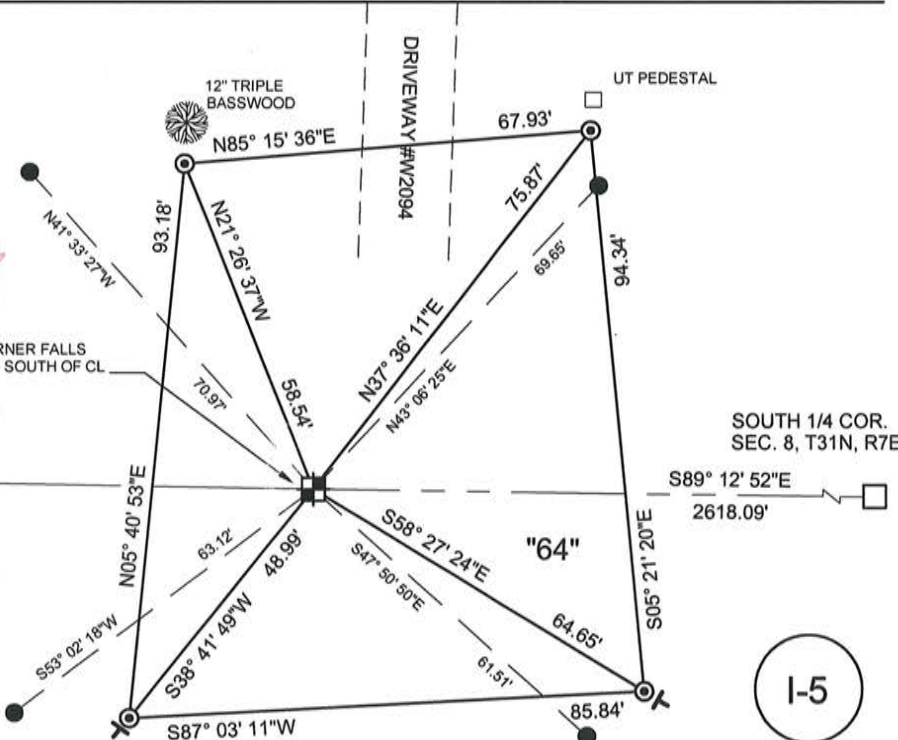 12" TRIPLE
BASSWOOD
DRIVEWAY #W2094
UT PEDESTAL
N85° 15' 36"E
67.93'
N41° 33' 27"W
70.97'
93.18'
N05° 40' 53"E
N21° 26' 37"W
58.54'
75.87'
N37° 36' 11"E
69.65'
N43° 06' 25"E
94.34'
S05° 21' 20"E
RNER FALLS
SOUTH OF CL
SOUTH 1/4 COR.
SEC. 8, T31N, R7E
S89° 12' 52"E
2618.09'
63.12'
S53° 02' 18"W
48.99'
S38° 41' 49"W
S58° 27' 24"E
64.65'
S47° 50' 50"E
61.51'
"64"
S87° 03' 11"W
85.84'
I-5